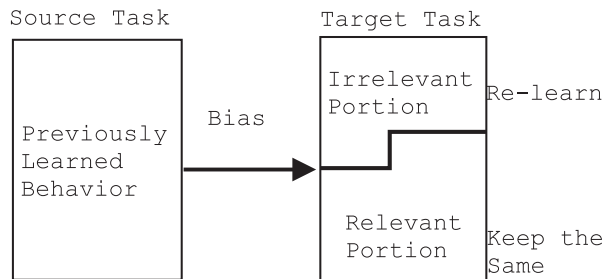 Source Task
Previously
Learned
Behavior
Bias
Target Task
Irrelevant
Portion
Re-learn
Relevant
Portion
Keep the
Same